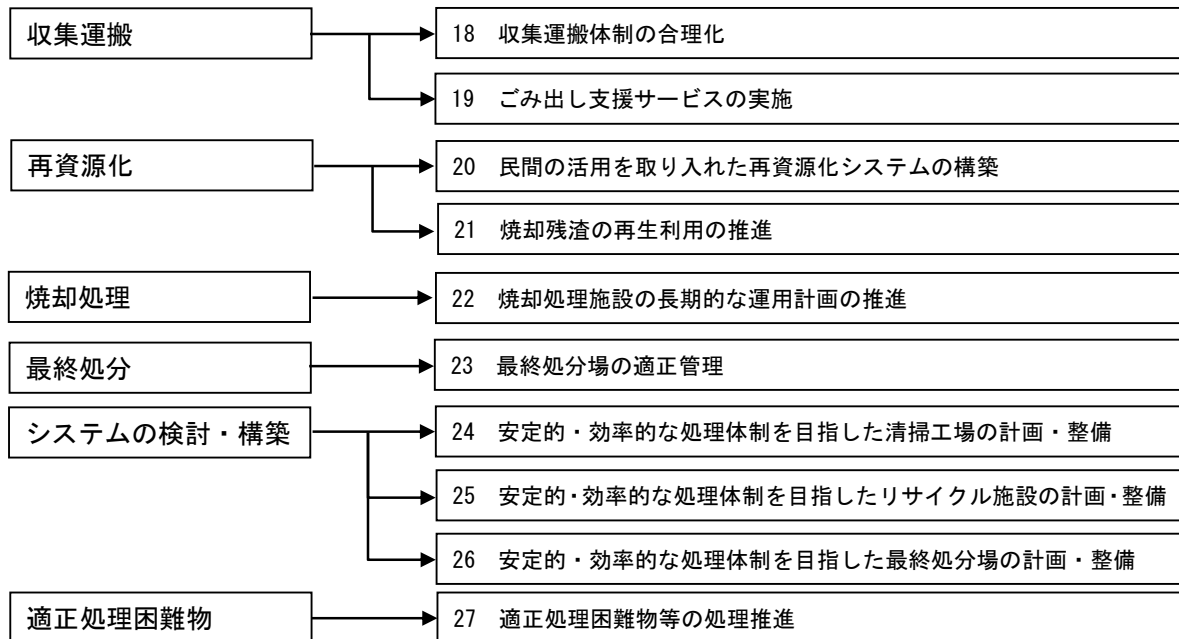 収集運搬
18 収集運搬体制の合理化
19 ごみ出し支援サービスの実施
再資源化
20 民間の活用を取り入れた再資源化システムの構築
21 焼却残渣の再生利用の推進
焼却処理
22 焼却処理施設の長期的な運用計画の推進
最終処分
23 最終処分場の適正管理
システムの検討・構築
24 安定的・効率的な処理体制を目指した清掃工場の計画・整備
25 安定的・効率的な処理体制を目指したリサイクル施設の計画・整備
26 安定的・効率的な処理体制を目指した最終処分場の計画・整備
適正処理困難物
27 適正処理困難物等の処理推進